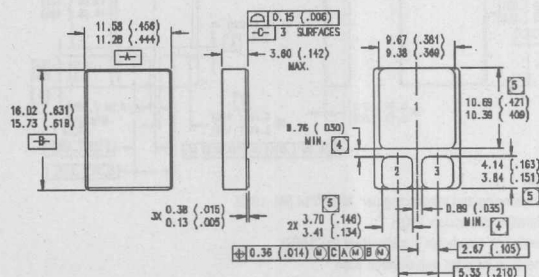 11.58 (.456)
11.28 (.444)
-A-
16.02 (.631)
15.73 (.619)
-B-
0.15 (.006)
-C- 3 SURFACES
3.60 (.142)
MAX.
3X 0.38 (.015)
0.13 (.005)
9.67 (.381)
9.38 (.369)
1
5
10.69 (.421)
10.39 (.409)
0.76 (.030)
MIN. 4
2
3
4.14 (.163)
3.84 (.151)
5
5
2X 3.70 (.146)
3.41 (.134)
0.89 (.035)
MIN. 4
⌖ 0.36 (.014) Ⓜ C A Ⓜ B Ⓜ
2.67 (.105)
5.33 (.210)